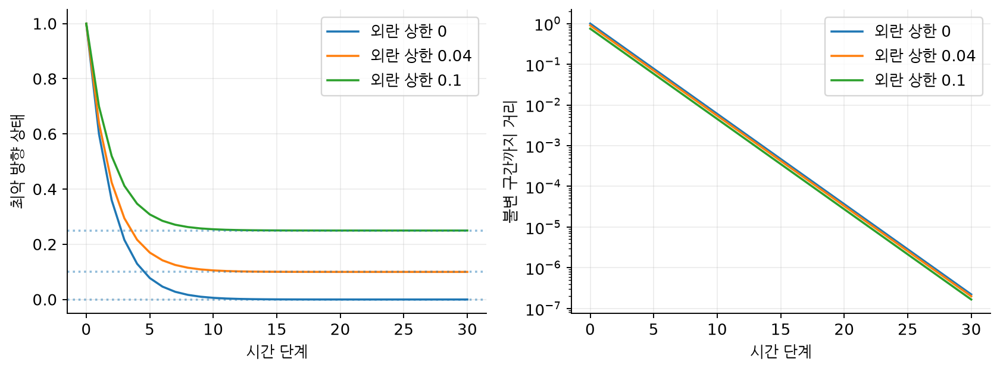 최악 방향 상태
1.0
0.8
0.6
0.4
0.2
0.0
0 5 10 15 20 25 30
시간 단계
외란 상한 0
외란 상한 0.04
외란 상한 0.1
불변 구간까지 거리
10⁰
10⁻¹
10⁻²
10⁻³
10⁻⁴
10⁻⁵
10⁻⁶
10⁻⁷
0 5 10 15 20 25 30
시간 단계
외란 상한 0
외란 상한 0.04
외란 상한 0.1